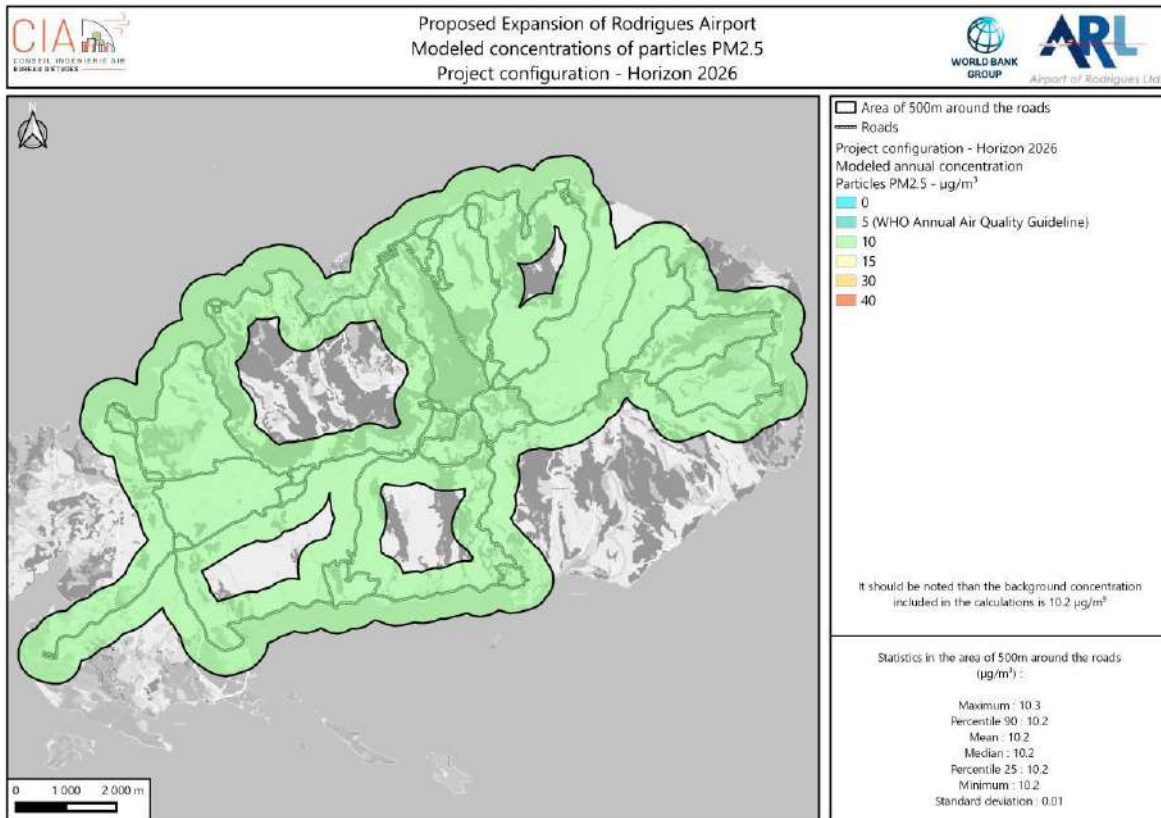 CIA
CONSEIL INGENIERIE AIR
BUREAU D'ETUDES
Proposed Expansion of Rodrigues Airport
Modeled concentrations of particles PM2.5
Project configuration - Horizon 2026
WORLD BANK
GROUP
ARL
Airport of Rodrigues Ltd
N
Area of 500m around the roads
Roads
Project configuration - Horizon 2026
Modeled annual concentration
Particles PM2.5 - µg/m³
0
5 (WHO Annual Air Quality Guideline)
10
15
30
40
It should be noted than the background concentration
included in the calculations is 10.2 µg/m³
Statistics in the area of 500m around the roads
(µg/m³) :
Maximum : 10.3
Percentile 90 : 10.2
Mean : 10.2
Median : 10.2
Percentile 25 : 10.2
Minimum : 10.2
Standard deviation : 0.01
0 1 000 2 000 m